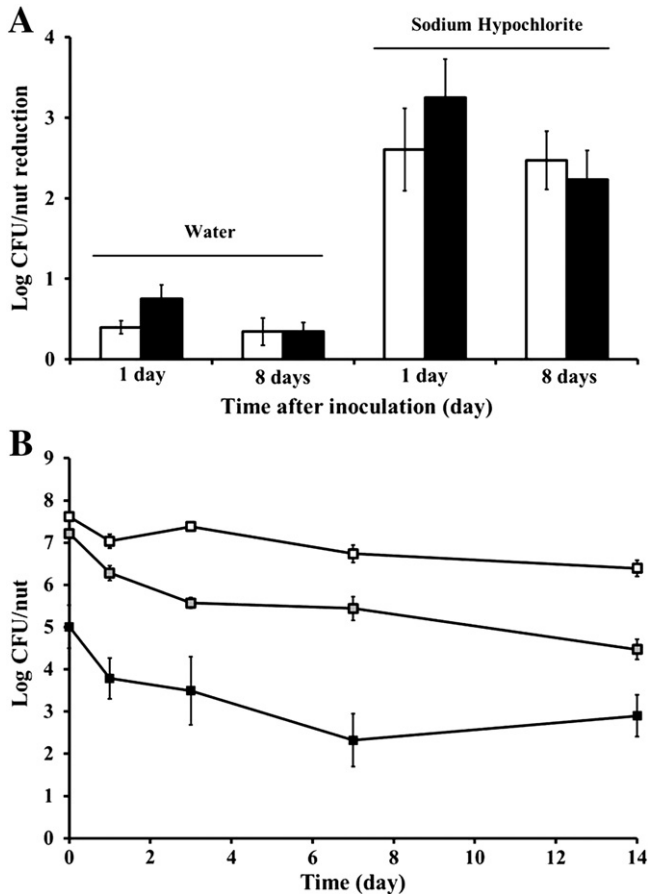 A
Log CFU/nut reduction
4
3
2
1
0
Sodium Hypochlorite
Water
1 day
8 days
1 day
8 days
Time after inoculation (day)
B
Log CFU/nut
9
8
7
6
5
4
3
2
1
0
0 2 4 6 8 10 12 14
Time (day)